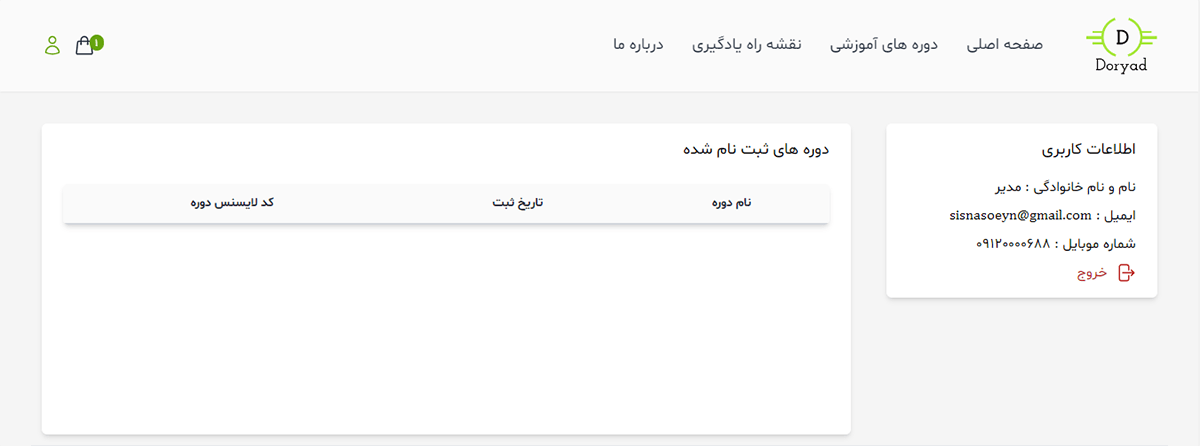 D
Doryad
صفحه اصلی
دوره های آموزشی
نقشه راه یادگیری
درباره ما
۱
اطلاعات کاربری
نام و نام خانوادگی : مدیر
ایمیل : sisnasoeyn@gmail.com
شماره موبایل : ۰۹۱۲۰۰۰۰۶۸۸
خروج
دوره های ثبت نام شده
نام دوره
تاریخ ثبت
کد لایسنس دوره